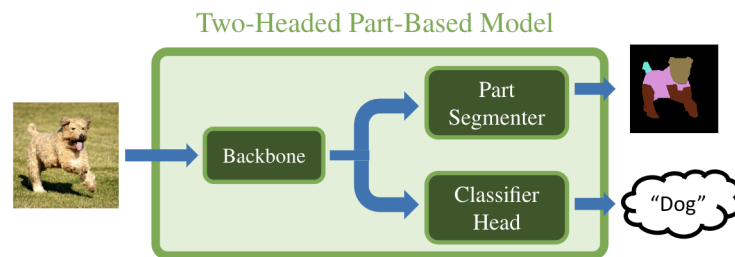 Two-Headed Part-Based Model
Backbone
Part
Segmenter
Classifier
Head
“Dog”